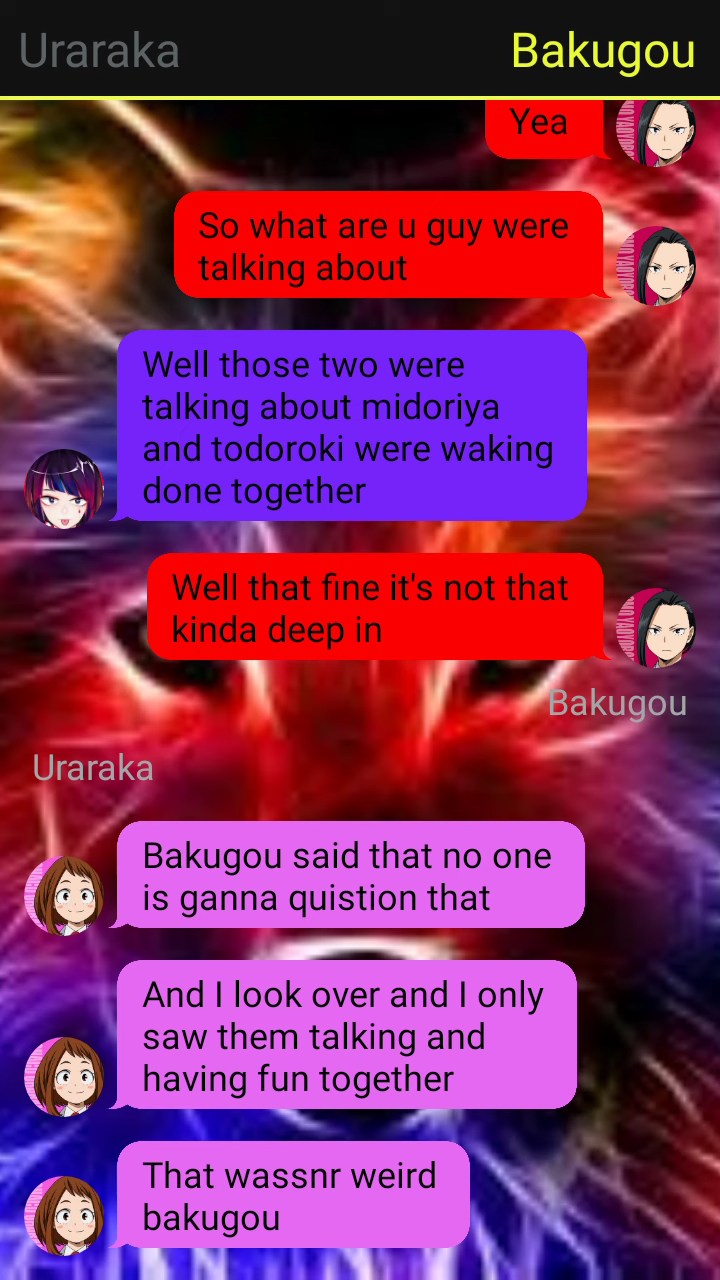 Uraraka
Bakugou
Yea
So what are u guy were
talking about
Well those two were
talking about midoriya
and todoroki were waking
done together
Well that fine it's not that
kinda deep in
Bakugou
Uraraka
Bakugou said that no one
is ganna quistion that
And I look over and I only
saw them talking and
having fun together
That wassnr weird
bakugou